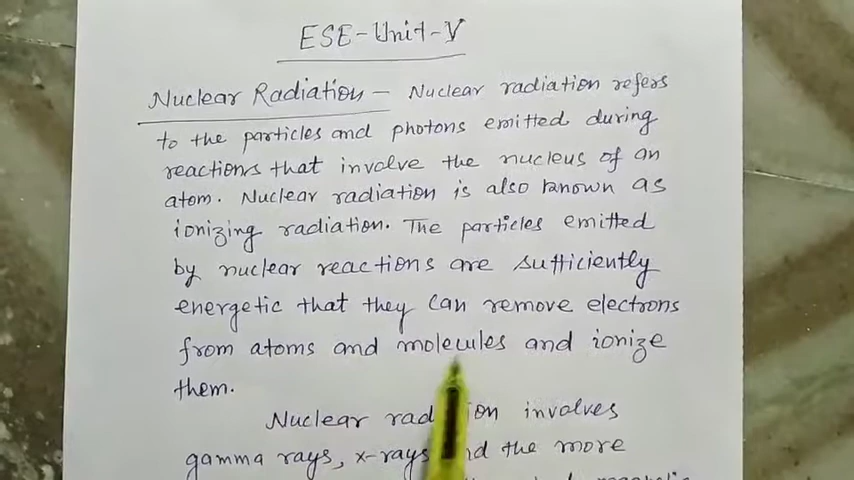 ESE-Unit-V
Nuclear Radiation - Nuclear radiation refers
to the particles and photons emitted during
reactions that involve the nucleus of an
atom. Nuclear radiation is also known as
ionizing radiation. The particles emitted
by nuclear reactions are sufficiently
energetic that they can remove electrons
from atoms and molecules and ionize
them.
Nuclear rad ion involves
gamma rays, x-rays nd the more